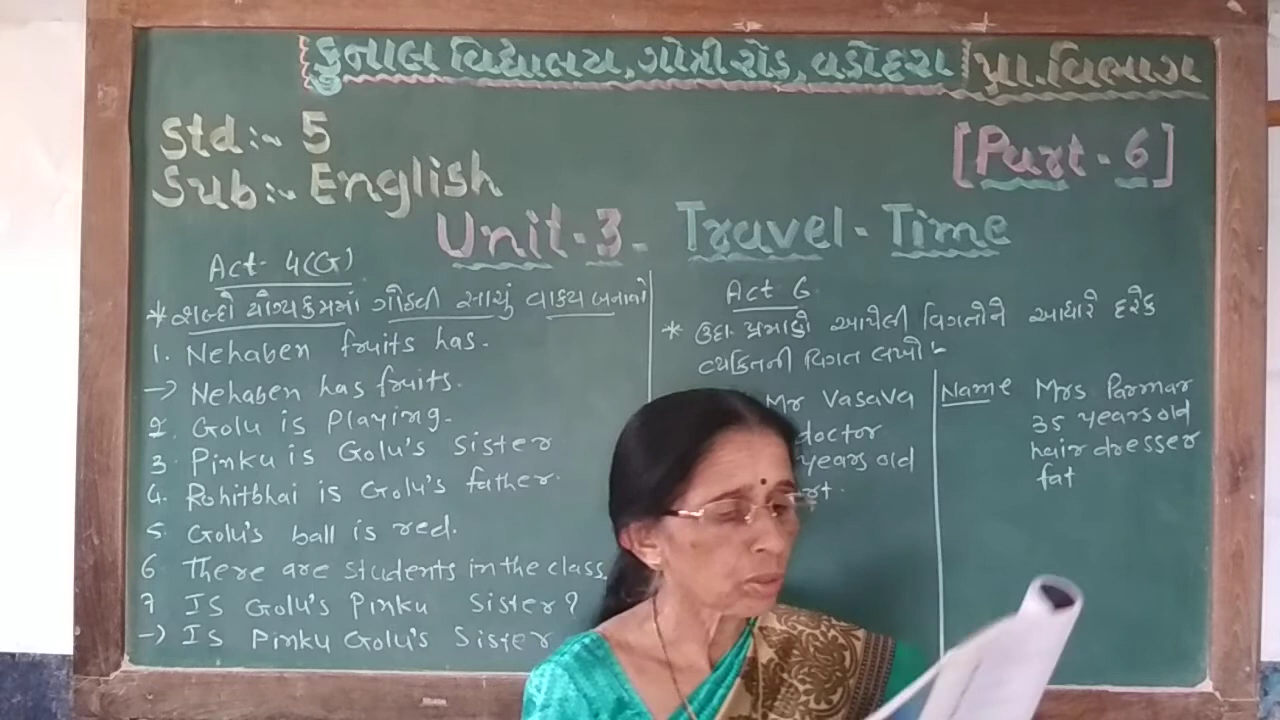 કુનાલ વિદ્યાલય, ગોત્રી રોડ, વડોદરા પ્રા. વિભાગ
Std :- 5
[Part - 6]
Sub :- English
Unit - 3 - Travel - Time
Act - 4(G)
* શબ્દો યોગ્ય ક્રમમાં ગોઠવી સાચું વાક્ય બનાવો
1. Nehaben fruits has.
-> Nehaben has fruits.
2. Golu is playing.
3. Pinku is Golu's sister
4. Rohitbhai is Golu's father.
5. Golu's ball is red.
6 There are students in the class.
7 Is Golu's Pinku sister?
-> Is Pinku Golu's Sister
Act 6
* ઉદા. પ્રમાણે આપેલી વિગતોને આધારે દરેક
વ્યક્તિની વિગત લખો :-
Mr Vasava
doctor
years old
Name Mrs Parmar
35 years old
hair dresser
fat